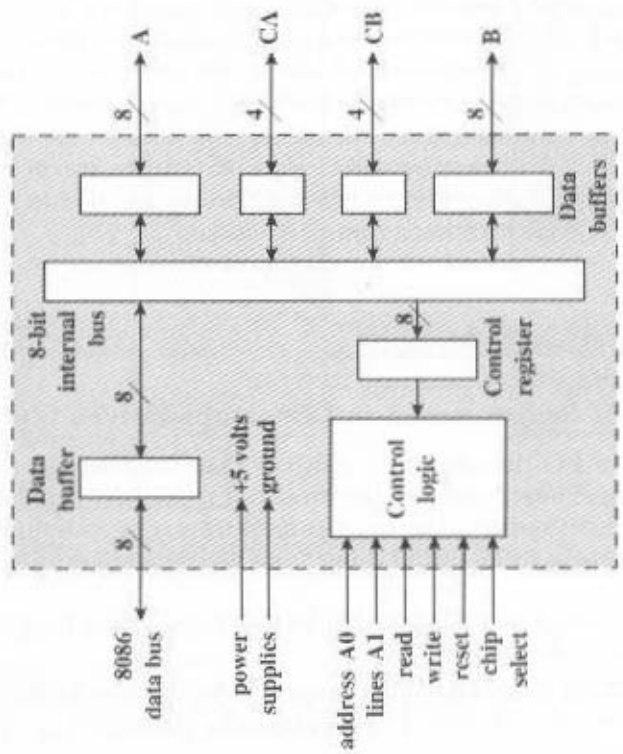 8086
data bus
8
Data
buffer
8
8-bit
internal
bus
8
A
power
supplies
+5 volts
ground
4
CA
address A0
lines A1
read
write
reset
chip
select
Control
logic
Control
register
8
4
CB
8
B
Data
buffers